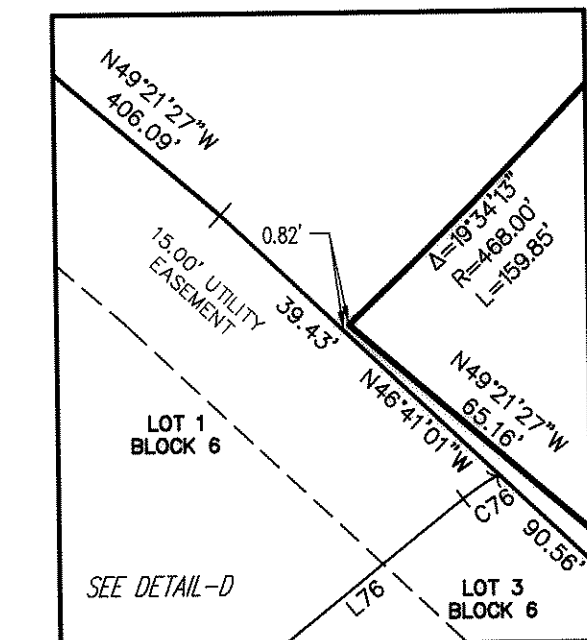 N49°21'27"W
406.09'
Δ=19°34'13"
R=468.00'
L=159.85'
0.82'
15.00' UTILITY
EASEMENT
39.43'
N49°21'27"W
65.16'
N46°41'01"W
LOT 1
BLOCK 6
C76
90.56'
SEE DETAIL-D
L76
LOT 3
BLOCK 6